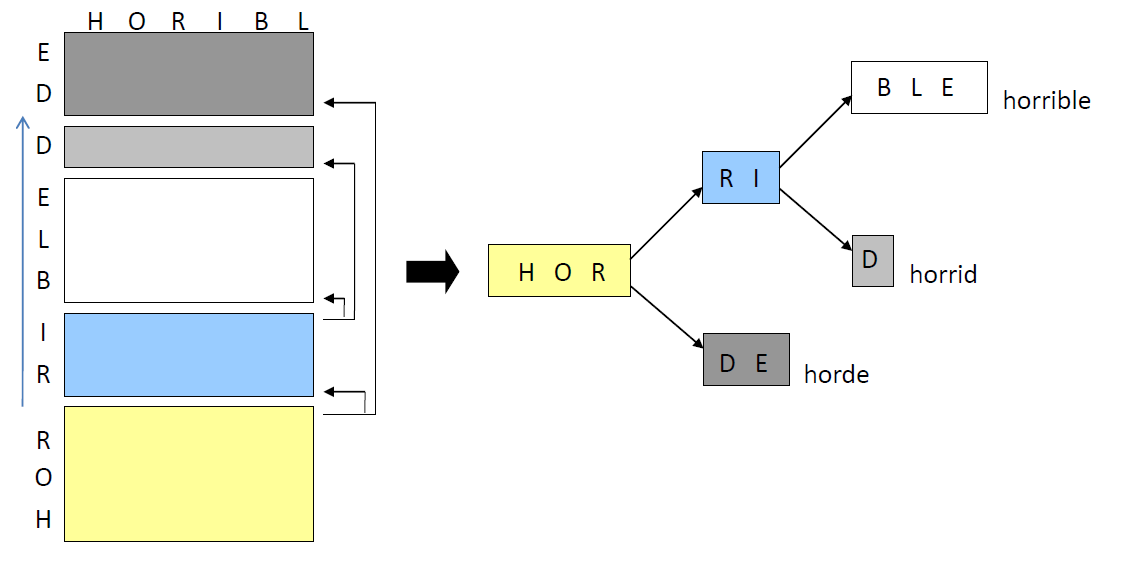 H O R I B L
E
D
D
E
L
B
I
R
R
O
H
B L E
horrible
R I
D
horrid
H O R
D E
horde